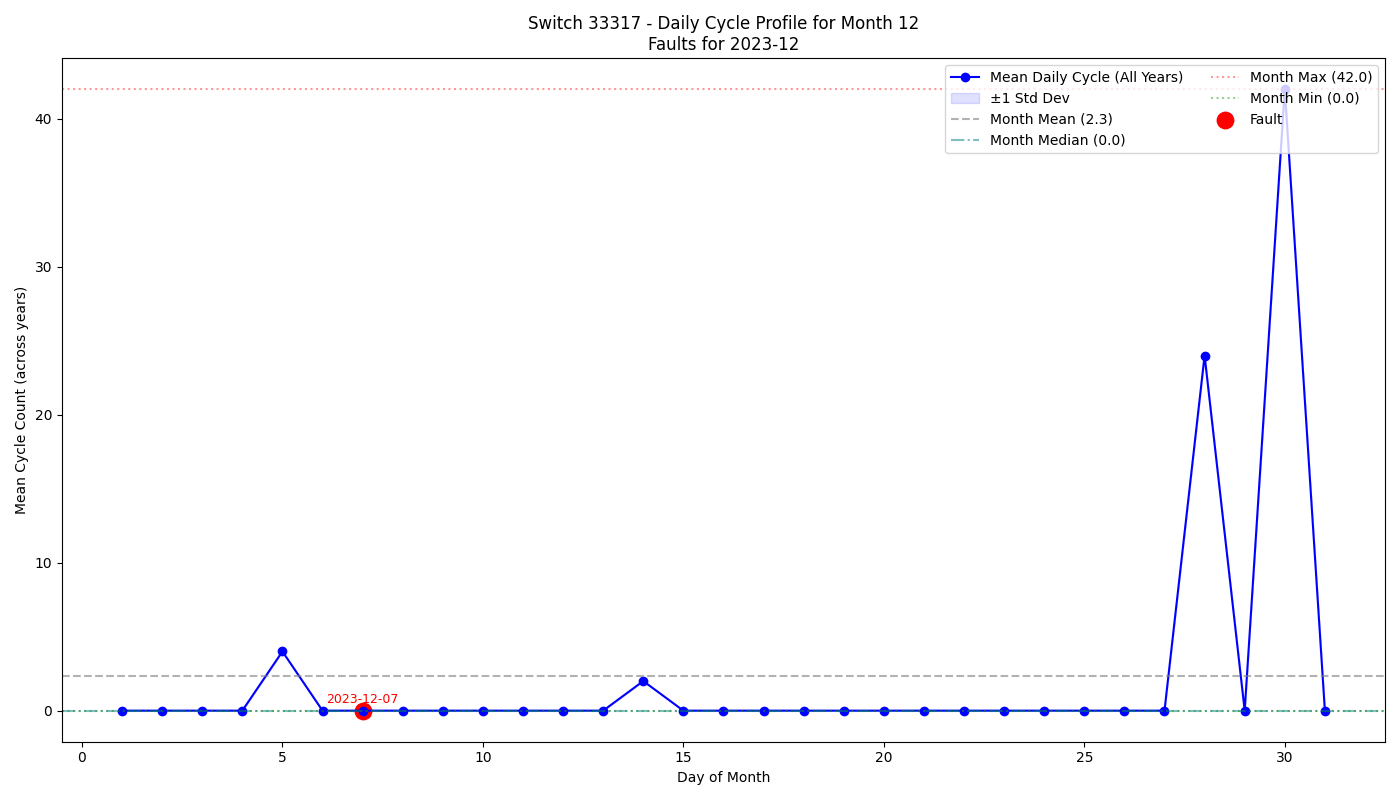 Switch 33317 - Daily Cycle Profile for Month 12
Faults for 2023-12
Mean Daily Cycle (All Years)
±1 Std Dev
Month Mean (2.3)
Month Median (0.0)
Month Max (42.0)
Month Min (0.0)
Fault
Mean Cycle Count (across years)
40
30
20
10
0
2023-12-07
0
5
10
15
20
25
30
Day of Month